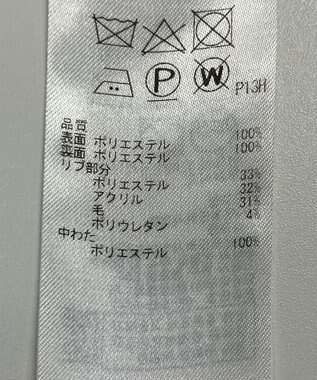 P W P13H
品質
表面 ポリエステル 100%
裏面 ポリエステル 100%
リブ部分
ポリエステル 33%
アクリル 32%
毛 31%
ポリウレタン 4%
中わた
ポリエステル 100%